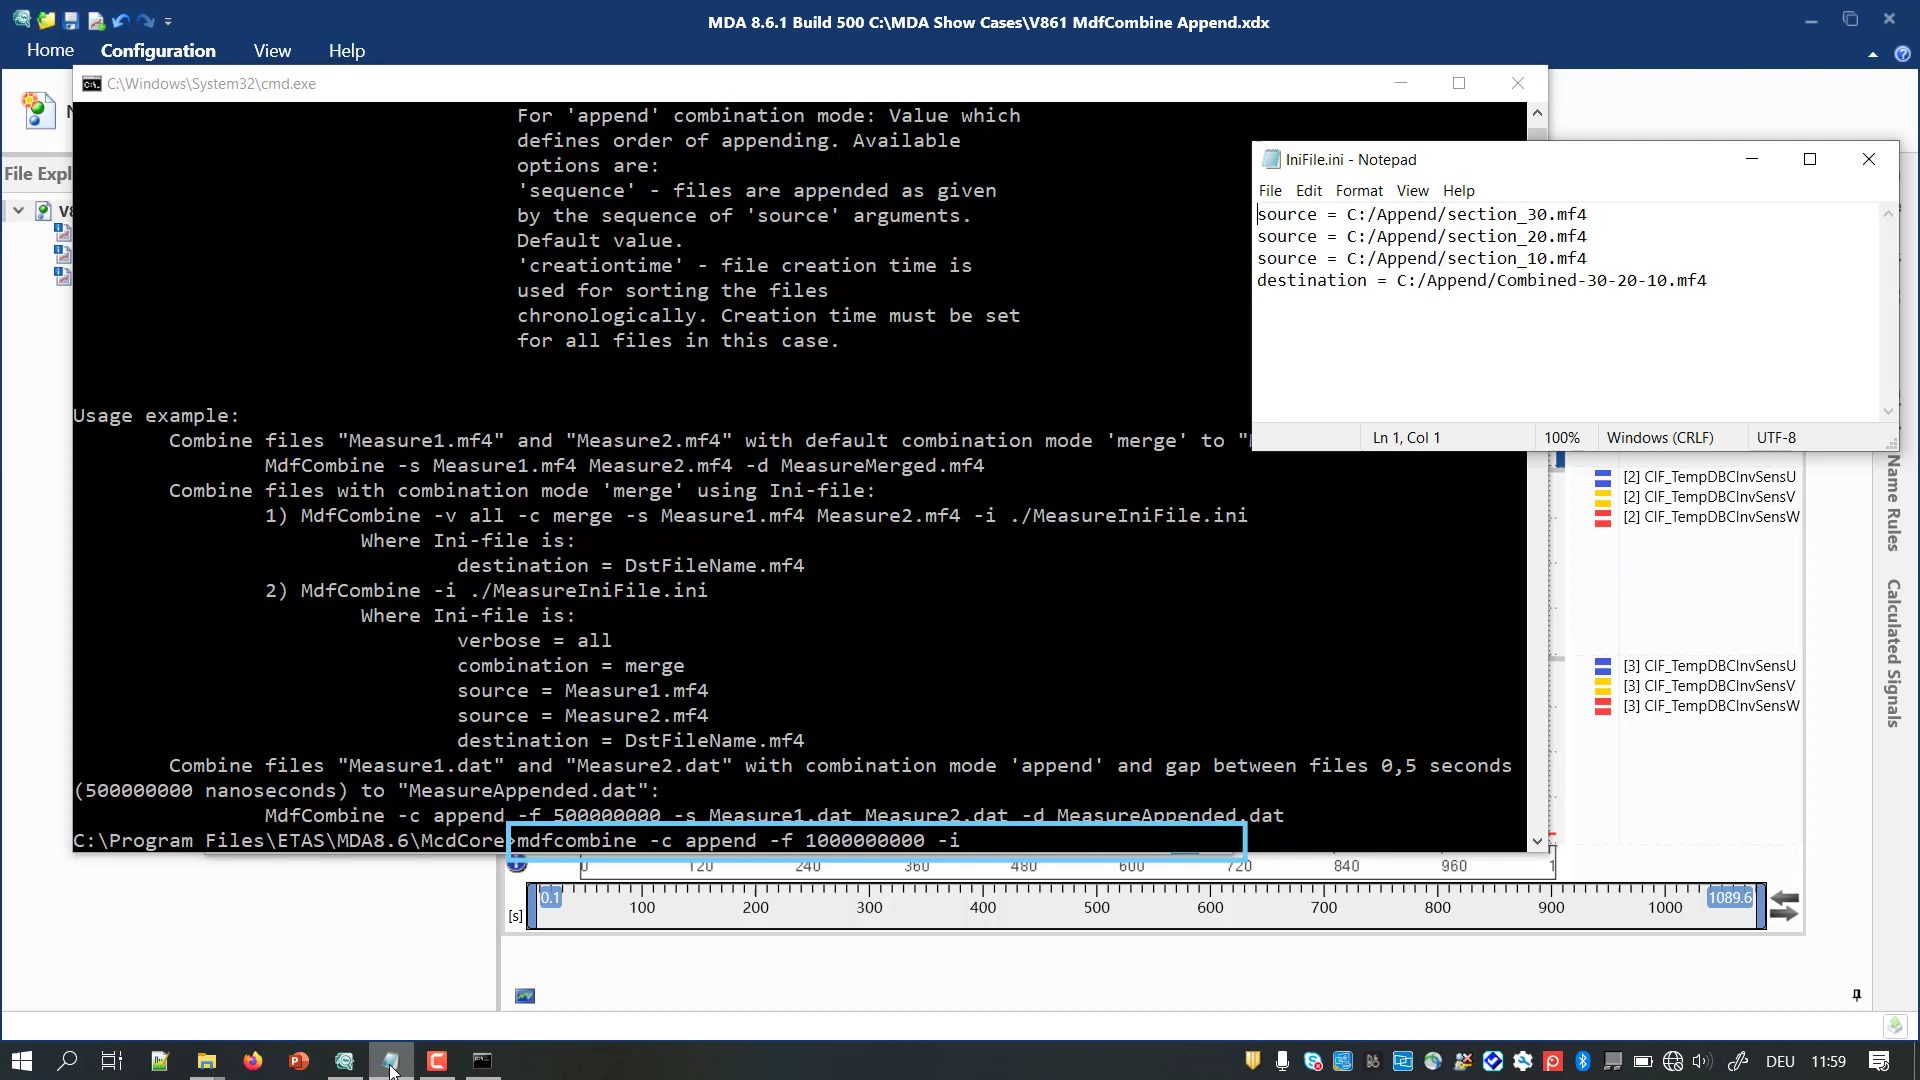 MDA 8.6.1 Build 500 C:\MDA Show Cases\V861 MdfCombine Append.xdx
Home Configuration View Help
C:\Windows\System32\cmd.exe
For 'append' combination mode: Value which
defines order of appending. Available
options are:
'sequence' - files are appended as given
by the sequence of 'source' arguments.
Default value.
'creationtime' - file creation time is
used for sorting the files
chronologically. Creation time must be set
for all files in this case.
Usage example:
Combine files "Measure1.mf4" and "Measure2.mf4" with default combination mode 'merge' to
MdfCombine -s Measure1.mf4 Measure2.mf4 -d MeasureMerged.mf4
Combine files with combination mode 'merge' using Ini-file:
1) MdfCombine -v all -c merge -s Measure1.mf4 Measure2.mf4 -i ./MeasureIniFile.ini
Where Ini-file is:
destination = DstFileName.mf4
2) MdfCombine -i ./MeasureIniFile.ini
Where Ini-file is:
verbose = all
combination = merge
source = Measure1.mf4
source = Measure2.mf4
destination = DstFileName.mf4
Combine files "Measure1.dat" and "Measure2.dat" with combination mode 'append' and gap between files 0,5 seconds
(500000000 nanoseconds) to "MeasureAppended.dat":
MdfCombine -c append -f 500000000 -s Measure1.dat Measure2.dat -d MeasureAppended.dat
C:\Program Files\ETAS\MDA8.6\McdCore>mdfcombine -c append -f 1000000000 -i
IniFile.ini - Notepad
File Edit Format View Help
source = C:/Append/section_30.mf4
source = C:/Append/section_20.mf4
source = C:/Append/section_10.mf4
destination = C:/Append/Combined-30-20-10.mf4
Ln 1, Col 1 100% Windows (CRLF) UTF-8
File Expl
V8
[2] CIF_TempDBCInvSensU
[2] CIF_TempDBCInvSensV
[2] CIF_TempDBCInvSensW
[3] CIF_TempDBCInvSensU
[3] CIF_TempDBCInvSensV
[3] CIF_TempDBCInvSensW
Name Rules
Calculated Signals
0 120 240 360 480 600 720 840 960 1
0.1 1089.6
[s] 100 200 300 400 500 600 700 800 900 1000
DEU 11:59